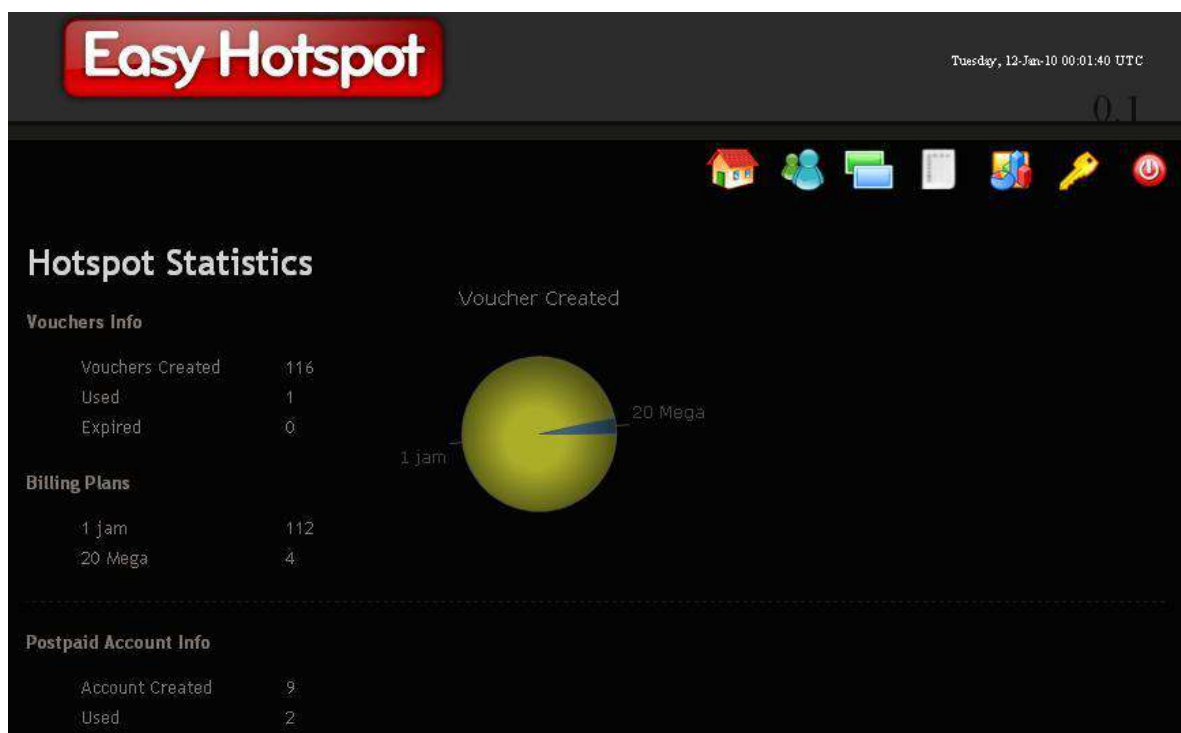 Easy Hotspot
Tuesday, 12-Jan-10 00:01:40 UTC
0.1
Hotspot Statistics
Voucher Created
Vouchers Info
Vouchers Created 116
Used 1
Expired 0
20 Mega
1 jam
Billing Plans
1 jam 112
20 Mega 4
Postpaid Account Info
Account Created 9
Used 2